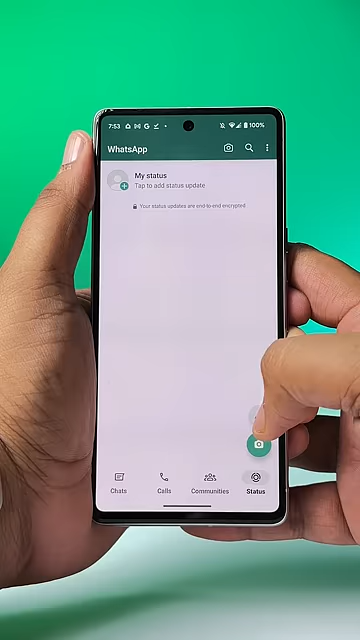 7:53 100%
WhatsApp
My status
Tap to add status update
Your status updates are end-to-end encrypted
Chats Calls Communities Status